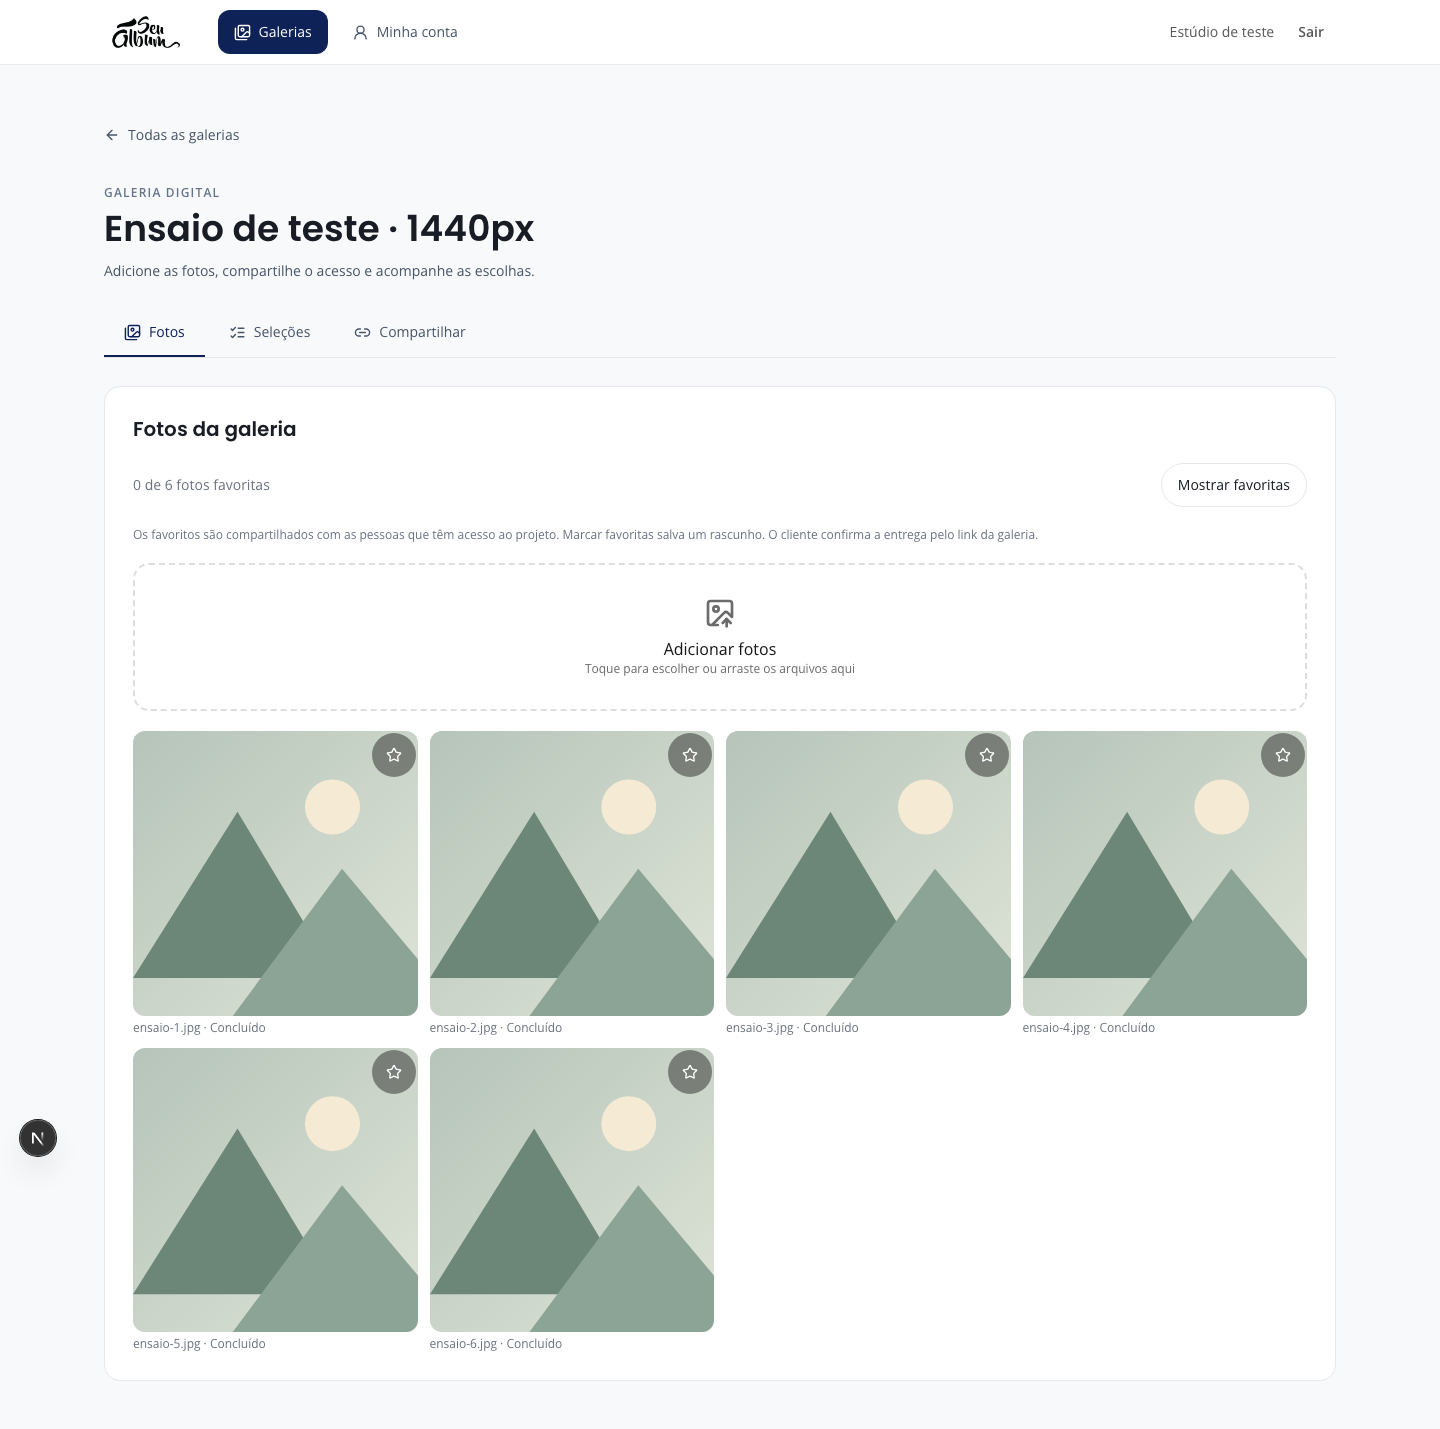 Seu
Álbum
Galerias
Minha conta
Estúdio de teste
Sair
Todas as galerias
GALERIA DIGITAL
Ensaio de teste · 1440px
Adicione as fotos, compartilhe o acesso e acompanhe as escolhas.
Fotos
Seleções
Compartilhar
Fotos da galeria
0 de 6 fotos favoritas
Mostrar favoritas
Os favoritos são compartilhados com as pessoas que têm acesso ao projeto. Marcar favoritas salva um rascunho. O cliente confirma a entrega pelo link da galeria.
Adicionar fotos
Toque para escolher ou arraste os arquivos aqui
ensaio-1.jpg · Concluído
ensaio-2.jpg · Concluído
ensaio-3.jpg · Concluído
ensaio-4.jpg · Concluído
N
ensaio-5.jpg · Concluído
ensaio-6.jpg · Concluído